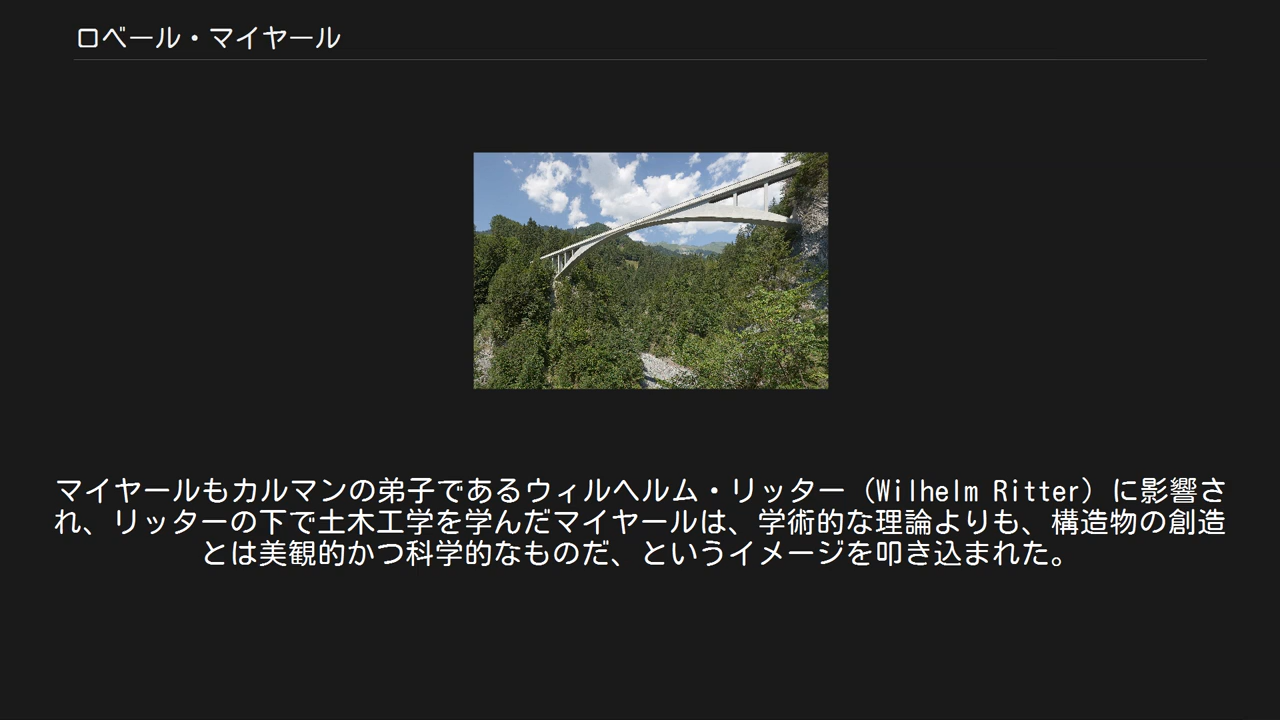 ロベール・マイヤール
マイヤールもカルマンの弟子であるウィルヘルム・リッター（Wilhelm Ritter）に影響さ
れ、リッターの下で土木工学を学んだマイヤールは、学術的な理論よりも、構造物の創造
とは美観的かつ科学的なものだ、というイメージを叩き込まれた。